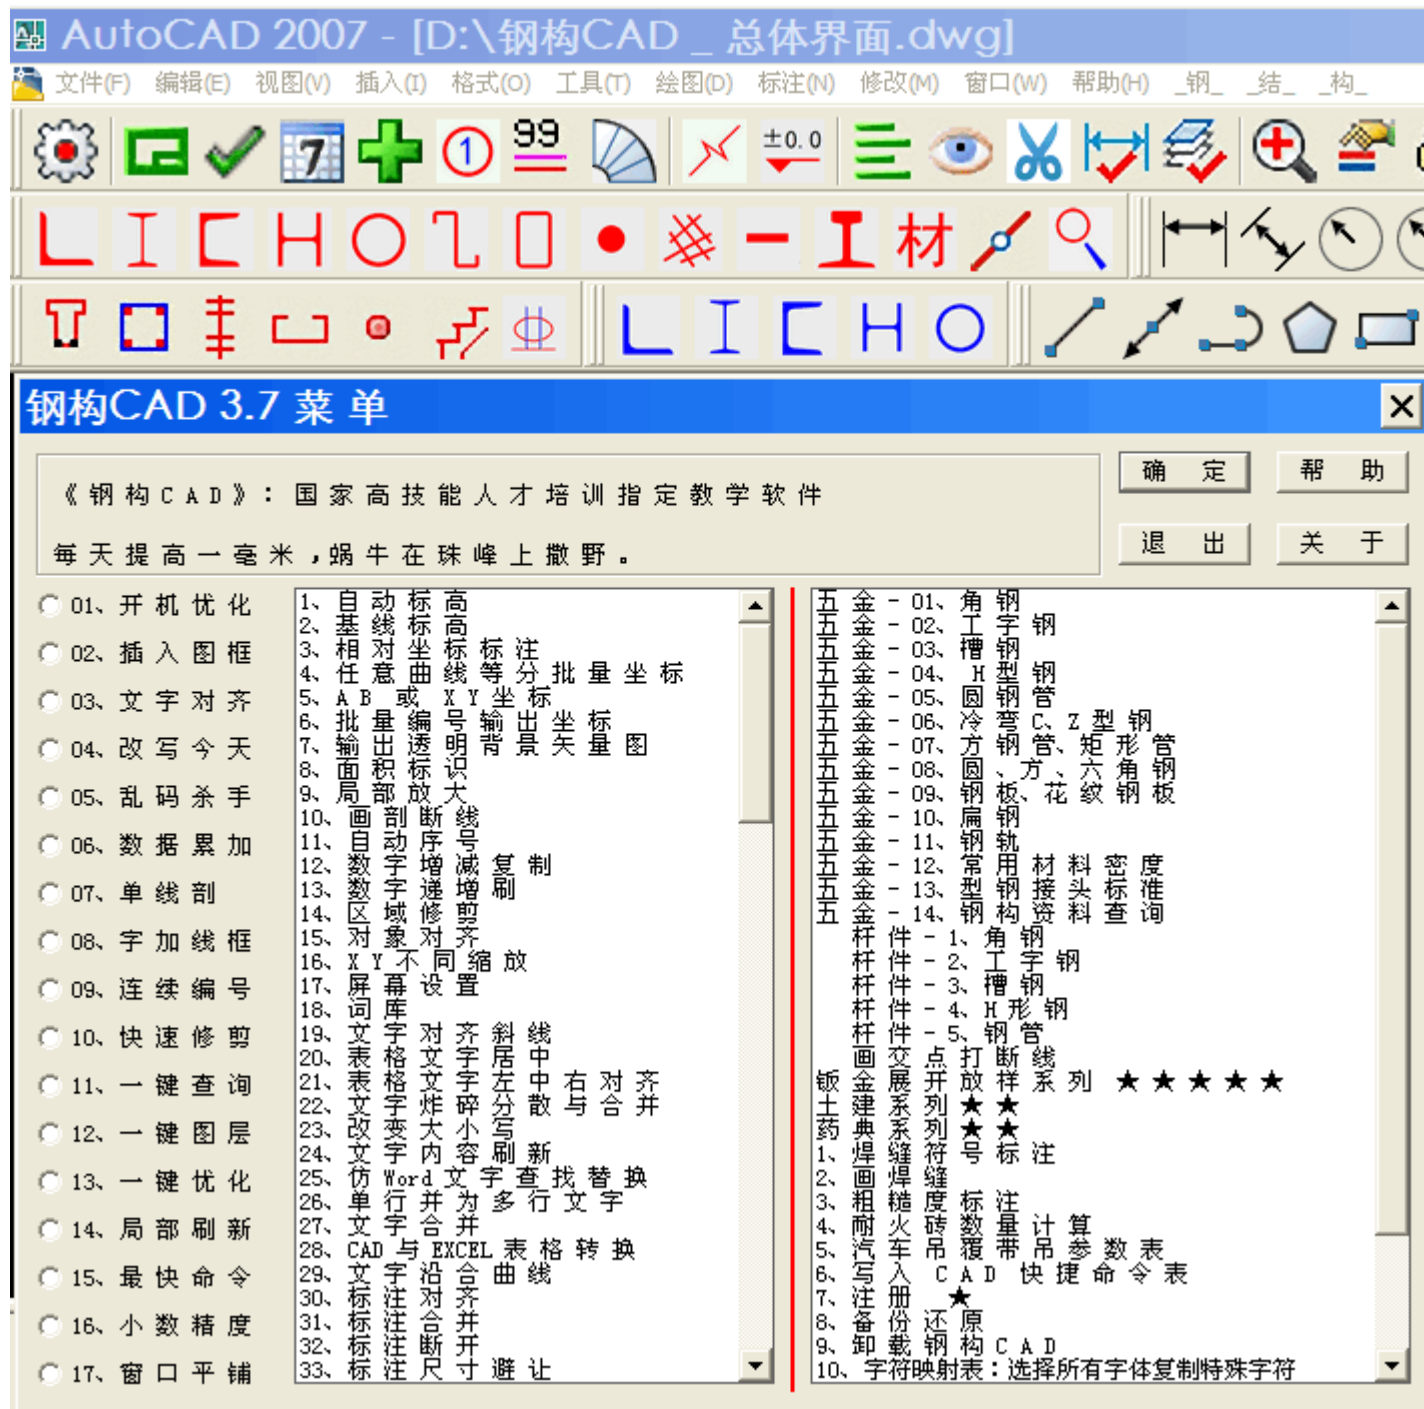 AutoCAD 2007 - [D:\钢构CAD _ 总体界面.dwg]
文件(F) 编辑(E) 视图(V) 插入(I) 格式(O) 工具(T) 绘图(D) 标注(N) 修改(M) 窗口(W) 帮助(H) _钢_ _结_ _构_
7 1 99 ±0.0
材
钢构CAD 3.7 菜 单
《钢构CAD》：国家高技能人才培训指定教学软件
每天提高一毫米,蜗牛在珠峰上撒野。
确 定
帮 助
退 出
关 于
01、开机优化
02、插入图框
03、文字对齐
04、改写今天
05、乱码杀手
06、数据累加
07、单线剖
08、字加线框
09、连续编号
10、快速修剪
11、一键查询
12、一键图层
13、一键优化
14、局部刷新
15、最快命令
16、小数精度
17、窗口平铺
1、自动标高
2、基线标高
3、相对坐标标注
4、任意曲线等分批量坐标
5、AB 或 XY坐标
6、批量编号输出坐标
7、输出透明背景矢量图
8、面积标识
9、局部放大
10、画剖断线
11、自动序号
12、数字增减复制
13、数字递增刷
14、区域修剪
15、对象对齐
16、XY不同缩放
17、屏幕设置
18、词库
19、文字对齐斜线
20、表格文字居中
21、表格文字左中右对齐
22、文字炸碎分散与合并
23、改变大小写
24、文字内容刷新
25、仿Word文字查找替换
26、单行并为多行文字
27、文字合并
28、CAD与EXCEL表格转换
29、文字沿合曲线
30、标注对齐
31、标注合并
32、标注断开
33、标注尺寸避让
五金-01、角钢
五金-02、工字钢
五金-03、槽钢
五金-04、H型钢
五金-05、圆钢管
五金-06、冷弯C、Z型钢
五金-07、方钢管、矩形管
五金-08、圆、方、六角钢
五金-09、钢板、花纹钢板
五金-10、扁钢
五金-11、钢轨
五金-12、常用材料密度
五金-13、型钢接头标准
五金-14、钢构资料查询
杆件-1、角钢
杆件-2、工字钢
杆件-3、槽钢
杆件-4、H形钢
杆件-5、钢管
画交点打断线
钣金展开放样系列 ★★★★★
土建系列★★
药典系列★★
1、焊缝符号标注
2、画焊缝
3、粗糙度标注
4、耐火砖数量计算
5、汽车吊覆带吊参数表
6、写入 CAD 快捷命令表
7、注册 ★
8、备份还原
9、卸载钢构CAD
10、字符映射表：选择所有字体复制特殊字符